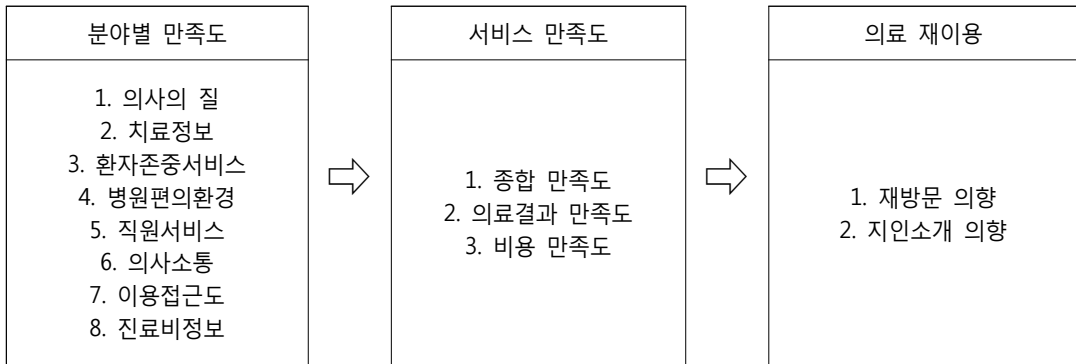 분야별 만족도
1. 의사의 질
2. 치료정보
3. 환자존중서비스
4. 병원편의환경
5. 직원서비스
6. 의사소통
7. 이용접근도
8. 진료비정보
서비스 만족도
1. 종합 만족도
2. 의료결과 만족도
3. 비용 만족도
의료 재이용
1. 재방문 의향
2. 지인소개 의향